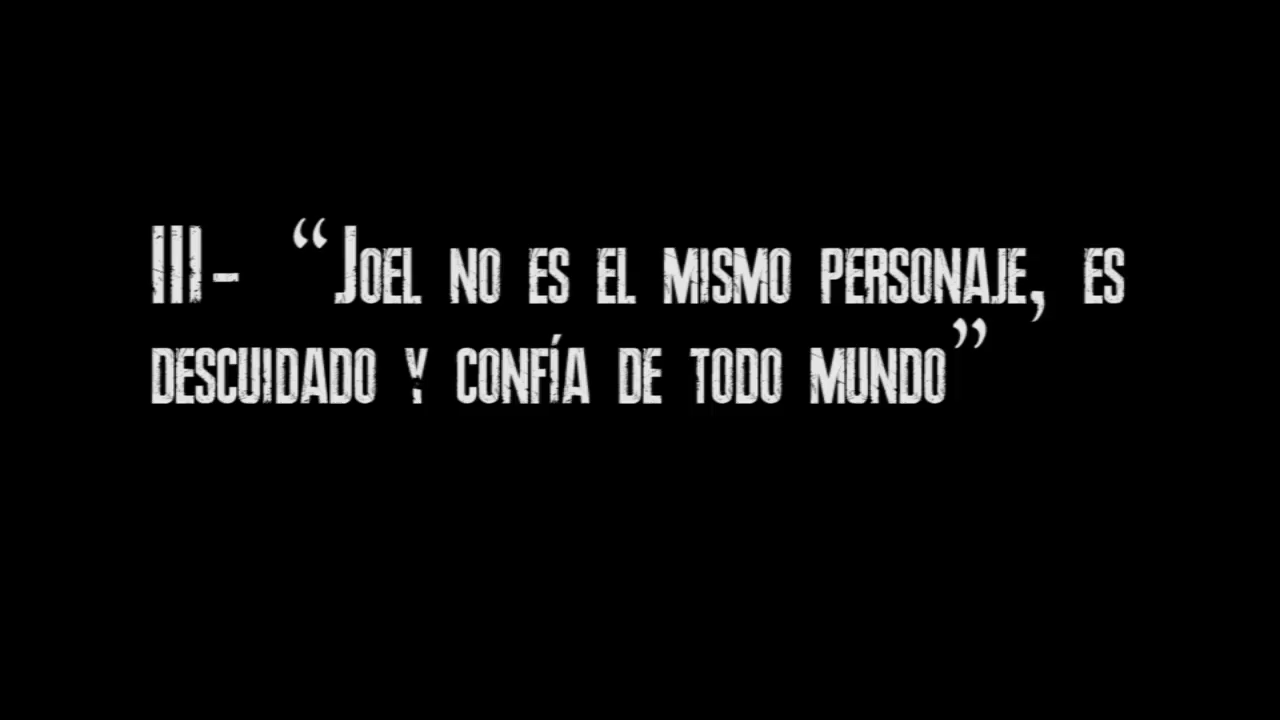 III- “Joel no es el mismo personaje, es
descuidado y confía de todo mundo”